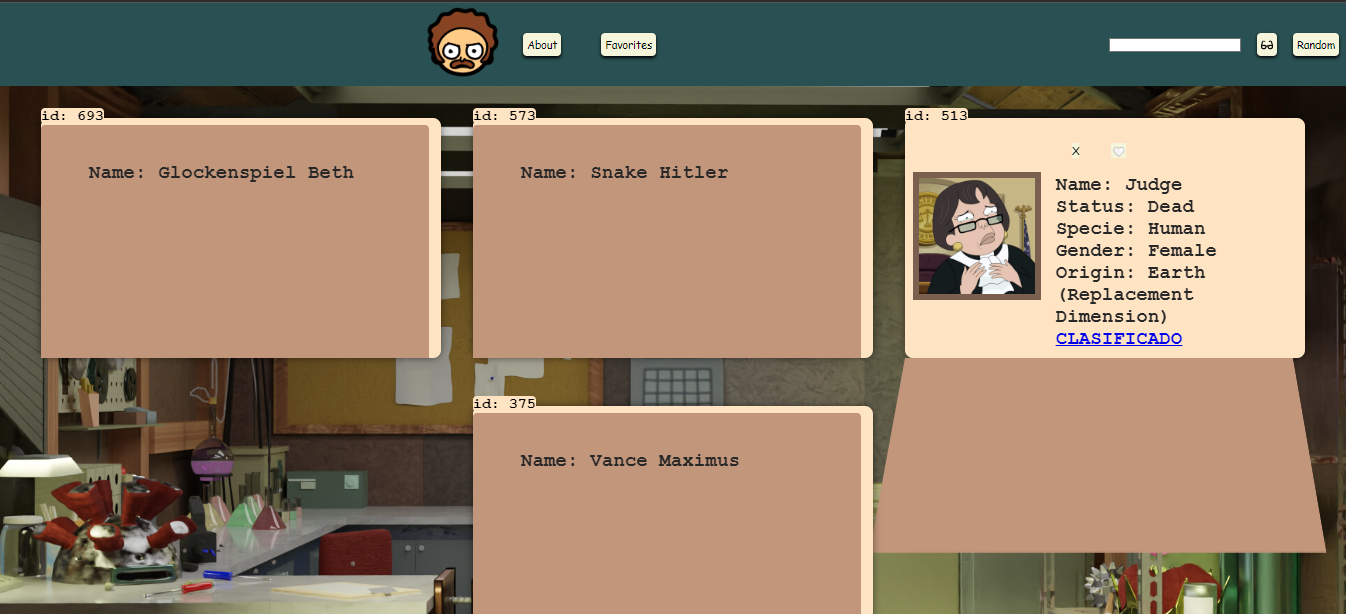 About
Favorites
Random
id: 693
Name: Glockenspiel Beth
id: 573
Name: Snake Hitler
id: 513
X
Name: Judge
Status: Dead
Specie: Human
Gender: Female
Origin: Earth
(Replacement
Dimension)
CLASIFICADO
id: 375
Name: Vance Maximus